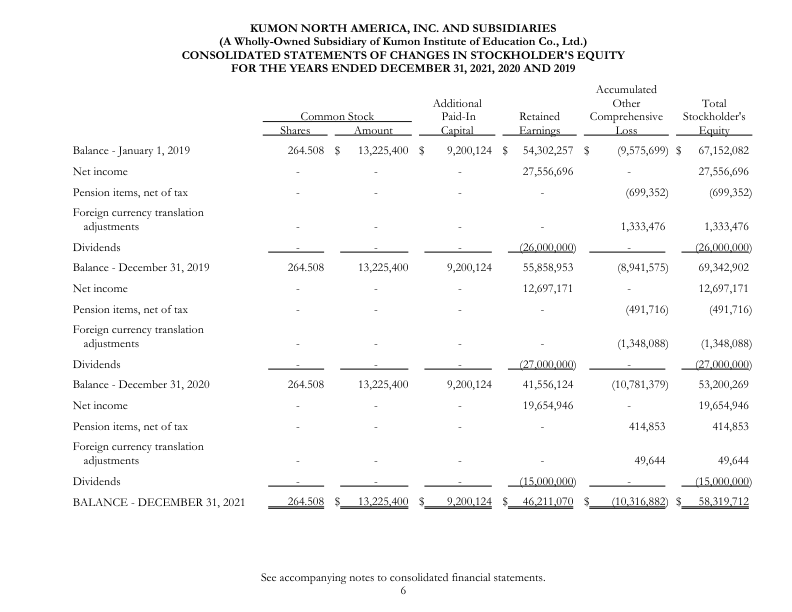 KUMON NORTH AMERICA, INC. AND SUBSIDIARIES
(A Wholly-Owned Subsidiary of Kumon Institute of Education Co., Ltd.)
CONSOLIDATED STATEMENTS OF CHANGES IN STOCKHOLDER'S EQUITY
FOR THE YEARS ENDED DECEMBER 31, 2021, 2020 AND 2019
Accumulated
Additional Other Total
Common Stock Paid-In Retained Comprehensive Stockholder's
Shares Amount Capital Earnings Loss Equity
Balance - January 1, 2019 264.508 $ 13,225,400 $ 9,200,124 $ 54,302,257 $ (9,575,699) $ 67,152,082
Net income - - - 27,556,696 - 27,556,696
Pension items, net of tax - - - - (699,352) (699,352)
Foreign currency translation
adjustments - - - - 1,333,476 1,333,476
Dividends - - - (26,000,000) - (26,000,000)
Balance - December 31, 2019 264.508 13,225,400 9,200,124 55,858,953 (8,941,575) 69,342,902
Net income - - - 12,697,171 - 12,697,171
Pension items, net of tax - - - - (491,716) (491,716)
Foreign currency translation
adjustments - - - - (1,348,088) (1,348,088)
Dividends - - - (27,000,000) - (27,000,000)
Balance - December 31, 2020 264.508 13,225,400 9,200,124 41,556,124 (10,781,379) 53,200,269
Net income - - - 19,654,946 - 19,654,946
Pension items, net of tax - - - - 414,853 414,853
Foreign currency translation
adjustments - - - - 49,644 49,644
Dividends - - - (15,000,000) - (15,000,000)
BALANCE - DECEMBER 31, 2021 264.508 $ 13,225,400 $ 9,200,124 $ 46,211,070 $ (10,316,882) $ 58,319,712
See accompanying notes to consolidated financial statements.
6